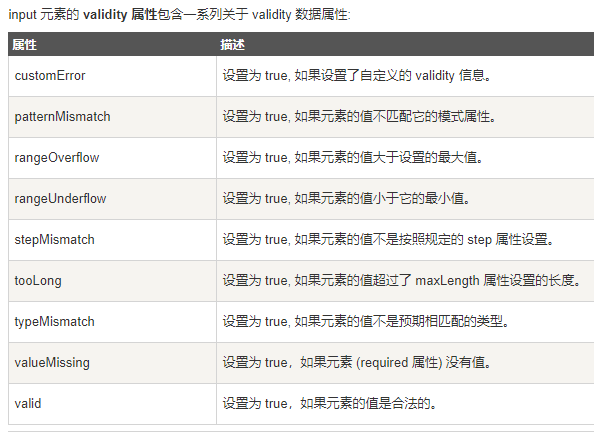 input 元素的 validity 属性包含一系列关于 validity 数据属性:
属性 描述
customError 设置为 true, 如果设置了自定义的 validity 信息。
patternMismatch 设置为 true, 如果元素的值不匹配它的模式属性。
rangeOverflow 设置为 true, 如果元素的值大于设置的最大值。
rangeUnderflow 设置为 true, 如果元素的值小于它的最小值。
stepMismatch 设置为 true, 如果元素的值不是按照规定的 step 属性设置。
tooLong 设置为 true, 如果元素的值超过了 maxLength 属性设置的长度。
typeMismatch 设置为 true, 如果元素的值不是预期相匹配的类型。
valueMissing 设置为 true，如果元素 (required 属性) 没有值。
valid 设置为 true，如果元素的值是合法的。